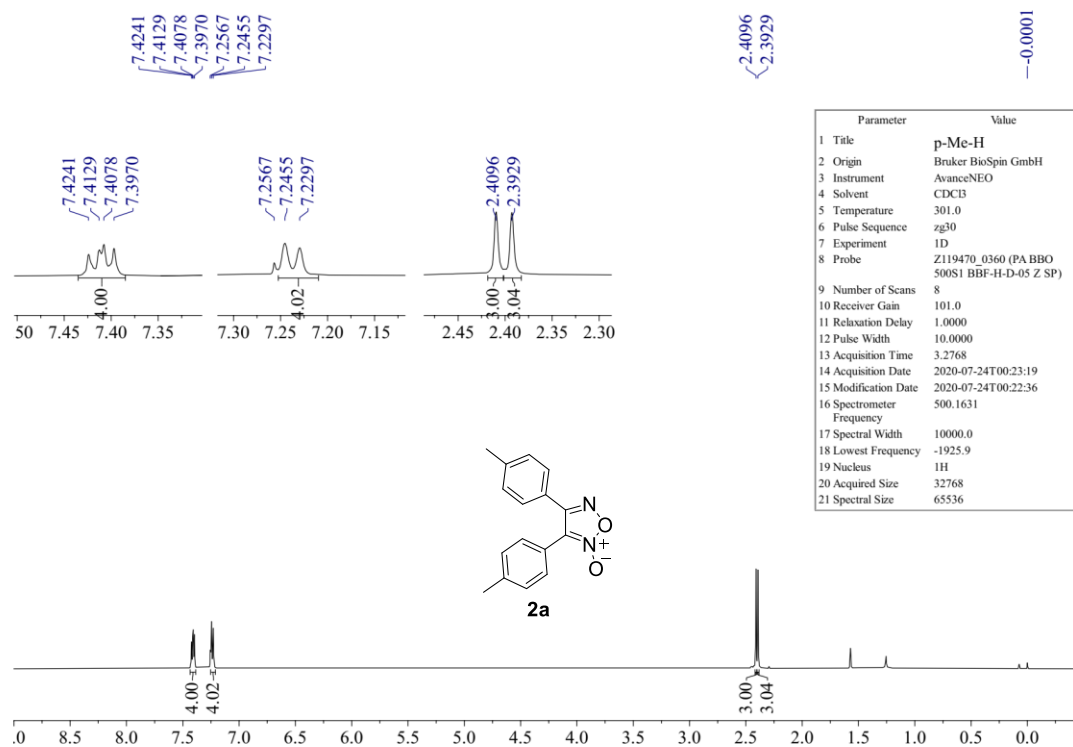 7.4241
7.4129
7.4078
7.3970
7.2567
7.2455
7.2297
2.4096
2.3929
-0.0001
7.4241
7.4129
7.4078
7.3970
7.2567
7.2455
7.2297
2.4096
2.3929
4.00
4.02
3.00
3.04
50 7.45 7.40 7.35
7.30 7.25 7.20 7.15
2.45 2.40 2.35 2.30
Parameter Value
1 Title p-Me-H
2 Origin Bruker BioSpin GmbH
3 Instrument AvanceNEO
4 Solvent CDCl3
5 Temperature 301.0
6 Pulse Sequence zg30
7 Experiment 1D
8 Probe Z119470_0360 (PA BBO
500S1 BBF-H-D-05 Z SP)
9 Number of Scans 8
10 Receiver Gain 101.0
11 Relaxation Delay 1.0000
12 Pulse Width 10.0000
13 Acquisition Time 3.2768
14 Acquisition Date 2020-07-24T00:23:19
15 Modification Date 2020-07-24T00:22:36
16 Spectrometer 500.1631
Frequency
17 Spectral Width 10000.0
18 Lowest Frequency -1925.9
19 Nucleus 1H
20 Acquired Size 32768
21 Spectral Size 65536
N
O
N
+
O
−
2a
4.00
4.02
3.00
3.04
.0 8.5 8.0 7.5 7.0 6.5 6.0 5.5 5.0 4.5 4.0 3.5 3.0 2.5 2.0 1.5 1.0 0.5 0.0